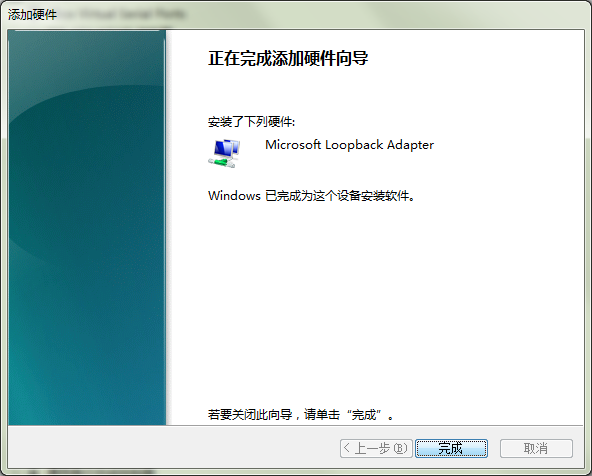 添加硬件
正在完成添加硬件向导
安装了下列硬件:
Microsoft Loopback Adapter
Windows 已完成为这个设备安装软件。
若要关闭此向导，请单击“完成”。
< 上一步(B)
完成
取消